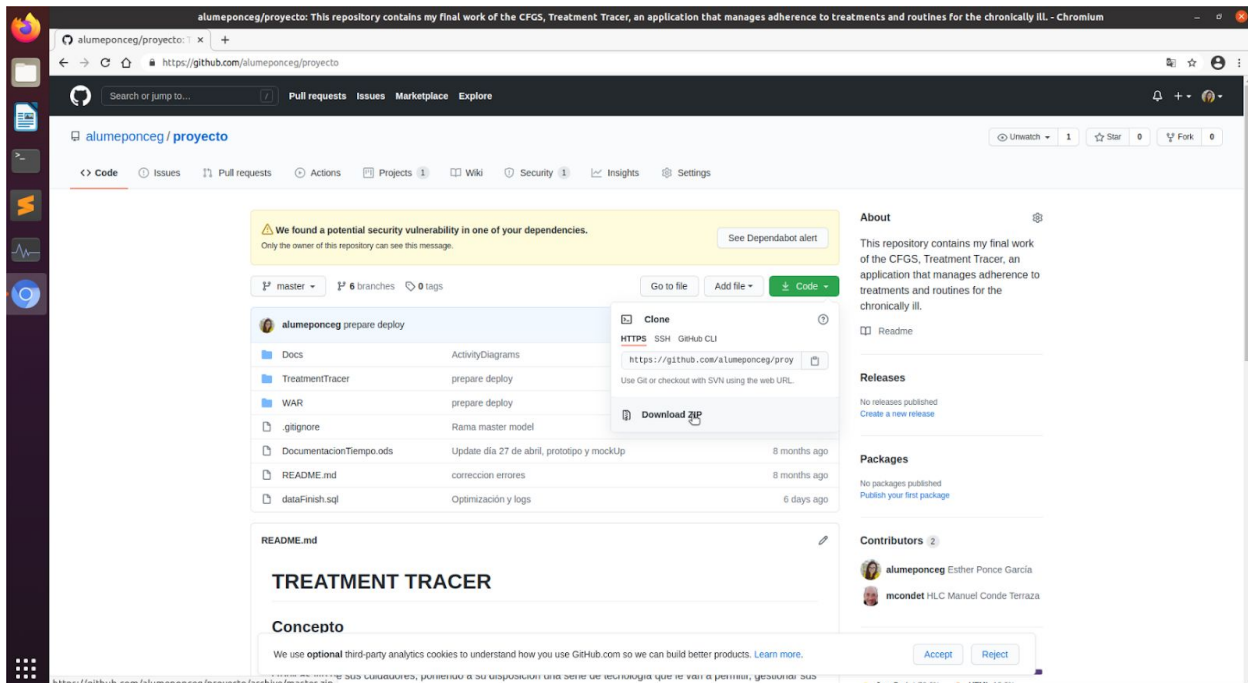 alumeponceg/proyecto: This repository contains my final work of the CFGS, Treatment Tracer, an application that manages adherence to treatments and routines for the chronically ill. - Chromium
alumeponceg/proyecto: T
https://github.com/alumeponceg/proyecto
Search or jump to... / Pull requests Issues Marketplace Explore
alumeponceg / proyecto
Unwatch 1 Star 0 Fork 0
Code Issues Pull requests Actions Projects 1 Wiki Security 1 Insights Settings
We found a potential security vulnerability in one of your dependencies.
Only the owner of this repository can see this message.
See Dependabot alert
master 6 branches 0 tags
Go to file Add file Code
alumeponceg prepare deploy
Docs ActivityDiagrams
TreatmentTracer prepare deploy
WAR prepare deploy
.gitignore Rama master model
DocumentacionTiempo.ods Update día 27 de abril, prototipo y mockUp 8 months ago
README.md correccion errores 8 months ago
dataFinish.sql Optimización y logs 6 days ago
Clone
HTTPS SSH GitHub CLI
https://github.com/alumeponceg/proy
Use Git or checkout with SVN using the web URL.
Download ZIP
README.md
TREATMENT TRACER
Concepto
About
This repository contains my final work
of the CFGS, Treatment Tracer, an
application that manages adherence to
treatments and routines for the
chronically ill.
Readme
Releases
No releases published
Create a new release
Packages
No packages published
Publish your first package
Contributors 2
alumeponceg Esther Ponce García
mcondet HLC Manuel Conde Terraza
We use optional third-party analytics cookies to understand how you use GitHub.com so we can build better products. Learn more.
Accept Reject